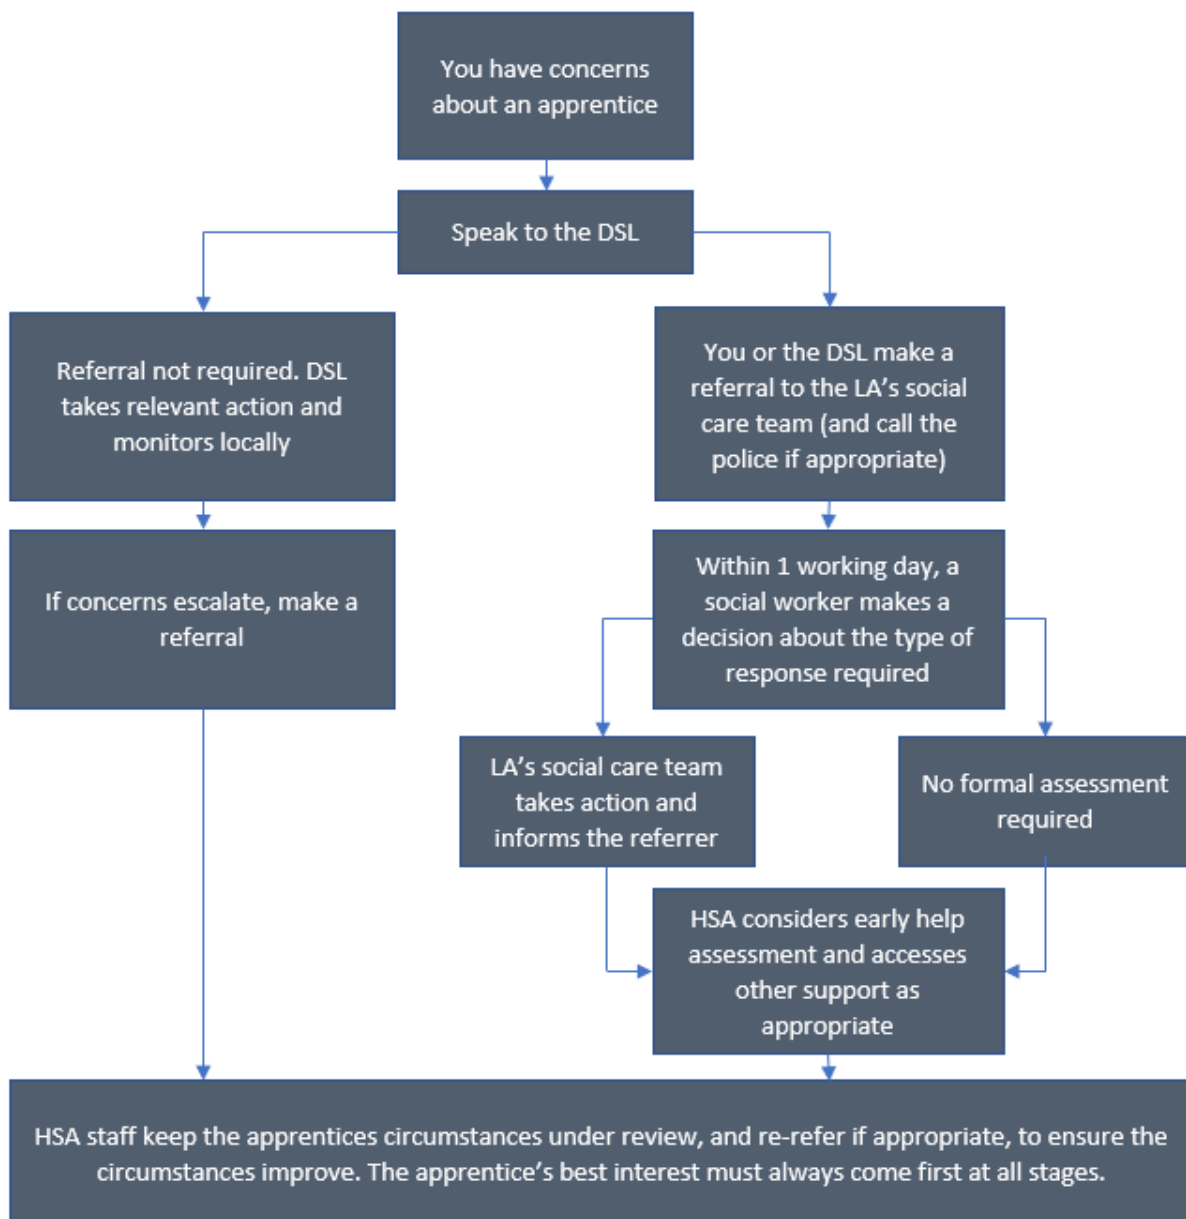 You have concerns
about an apprentice
Speak to the DSL
Referral not required. DSL
takes relevant action and
monitors locally
You or the DSL make a
referral to the LA’s social
care team (and call the
police if appropriate)
If concerns escalate, make a
referral
Within 1 working day, a
social worker makes a
decision about the type of
response required
LA’s social care team
takes action and
informs the referrer
No formal assessment
required
HSA considers early help
assessment and accesses
other support as
appropriate
HSA staff keep the apprentices circumstances under review, and re-refer if appropriate, to ensure the
circumstances improve. The apprentice’s best interest must always come first at all stages.